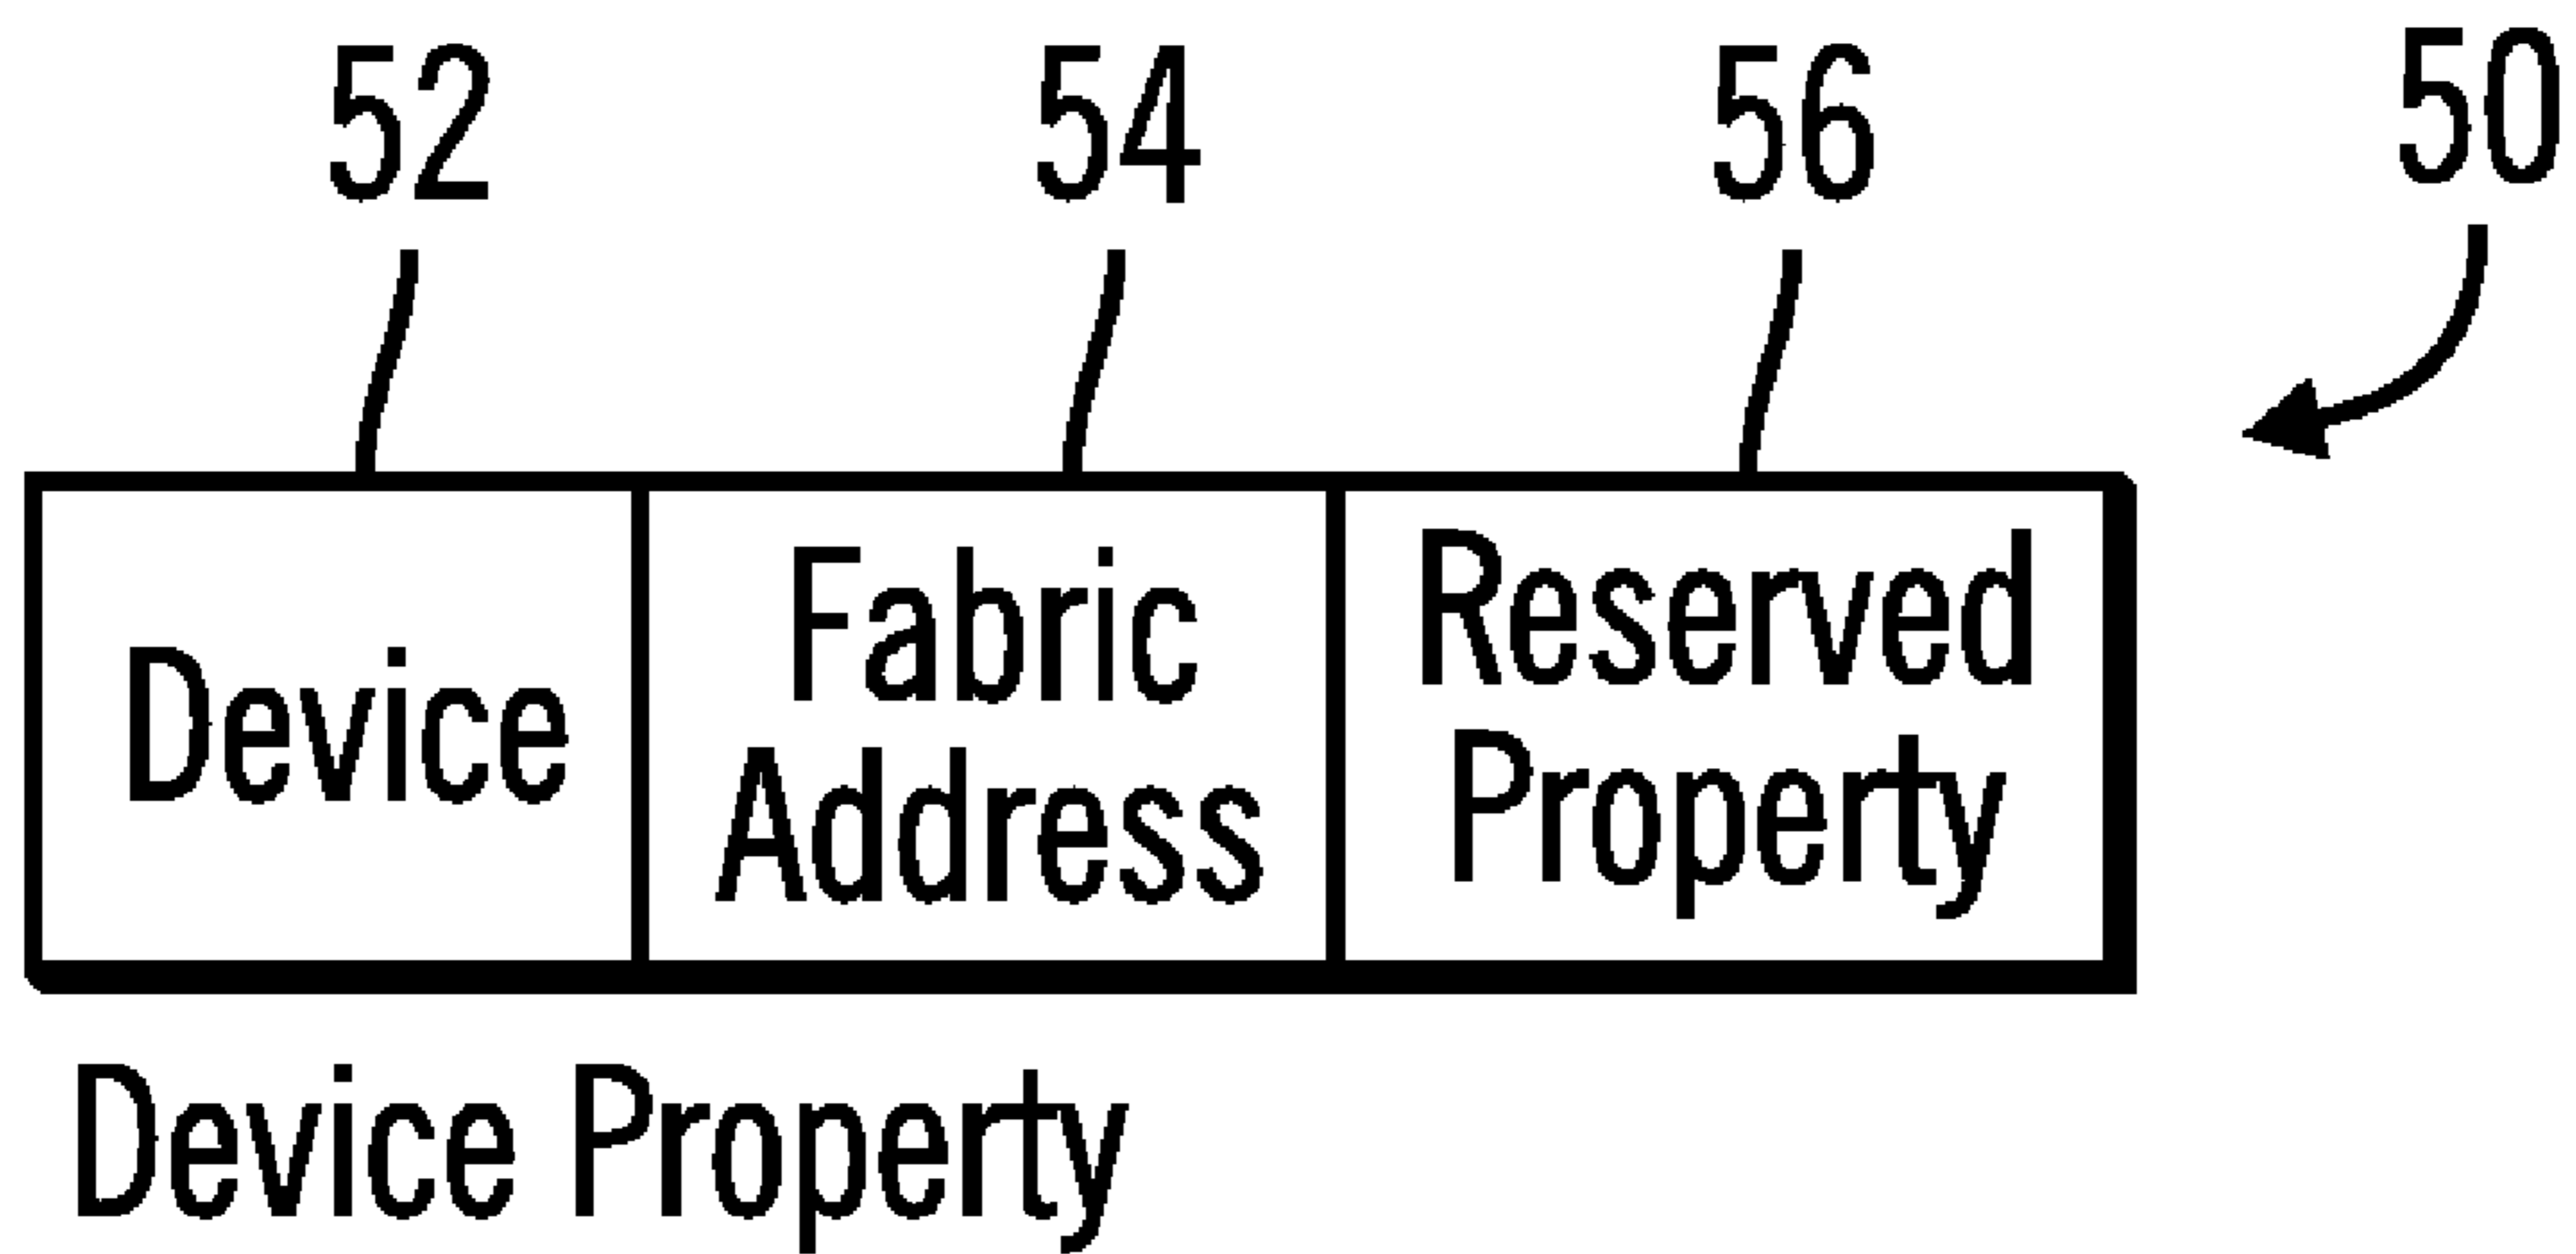 52 54 56 50
Device
Fabric
Address
Reserved
Property
Device Property